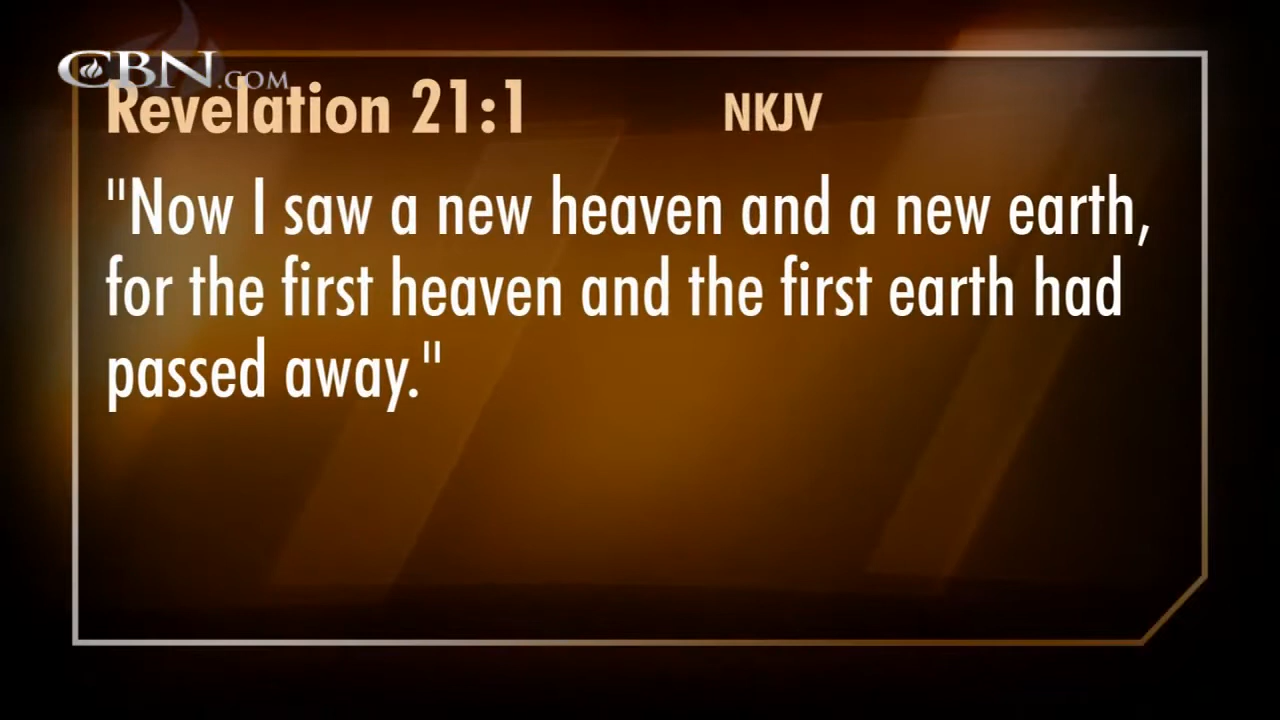 CBN.COM
Revelation 21:1 NKJV
"Now I saw a new heaven and a new earth,
for the first heaven and the first earth had
passed away."